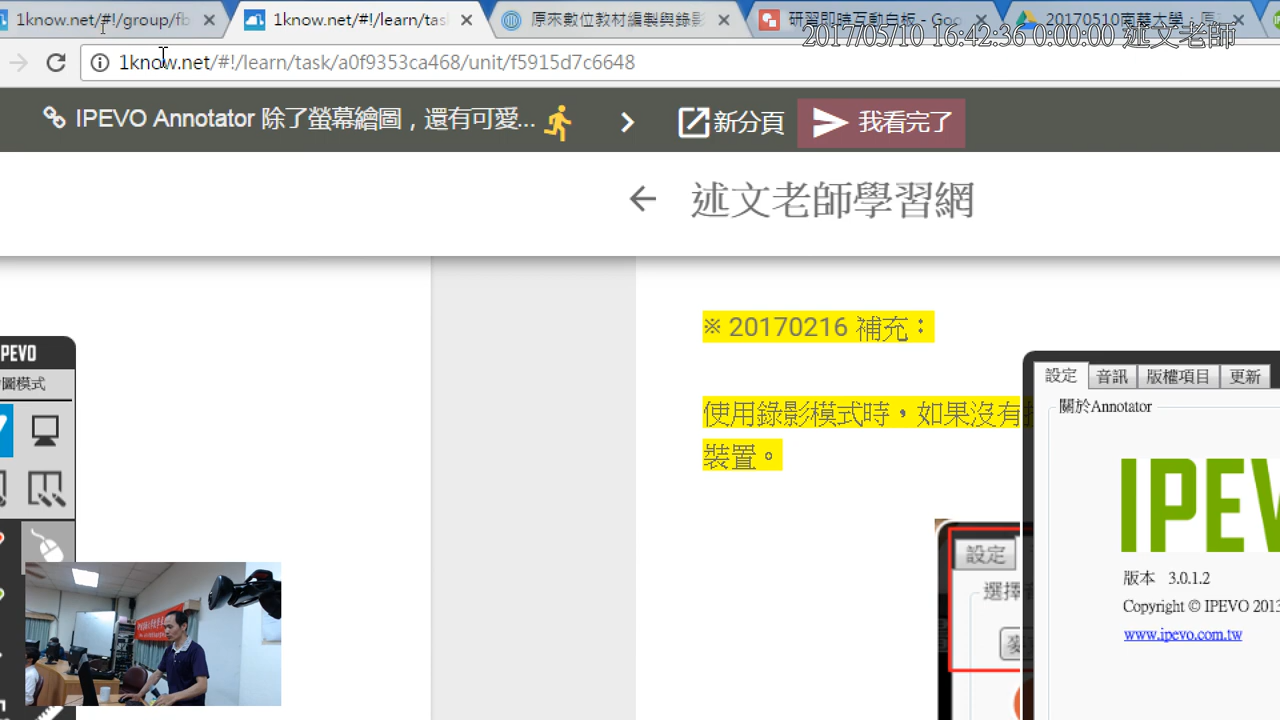 1know.net/#!/group/fb
1know.net/#!/learn/tas
原來數位教材編製與錄影
研習即時互動白板 - Goo
20170510南華大學
2017/05/10 16:42:36 0:00:00 述文老師
1know.net/#!/learn/task/a0f9353ca468/unit/f5915d7c6648
IPEVO Annotator 除了螢幕繪圖，還有可愛...
新分頁
我看完了
述文老師學習網
※ 20170216 補充：
使用錄影模式時，如果沒有
裝置。
PEVO
圖模式
設定 音訊 版權項目 更新
關於Annotator
IPEV
版本 3.0.1.2
Copyright © IPEVO 2013
www.ipevo.com.tw
設定
選擇